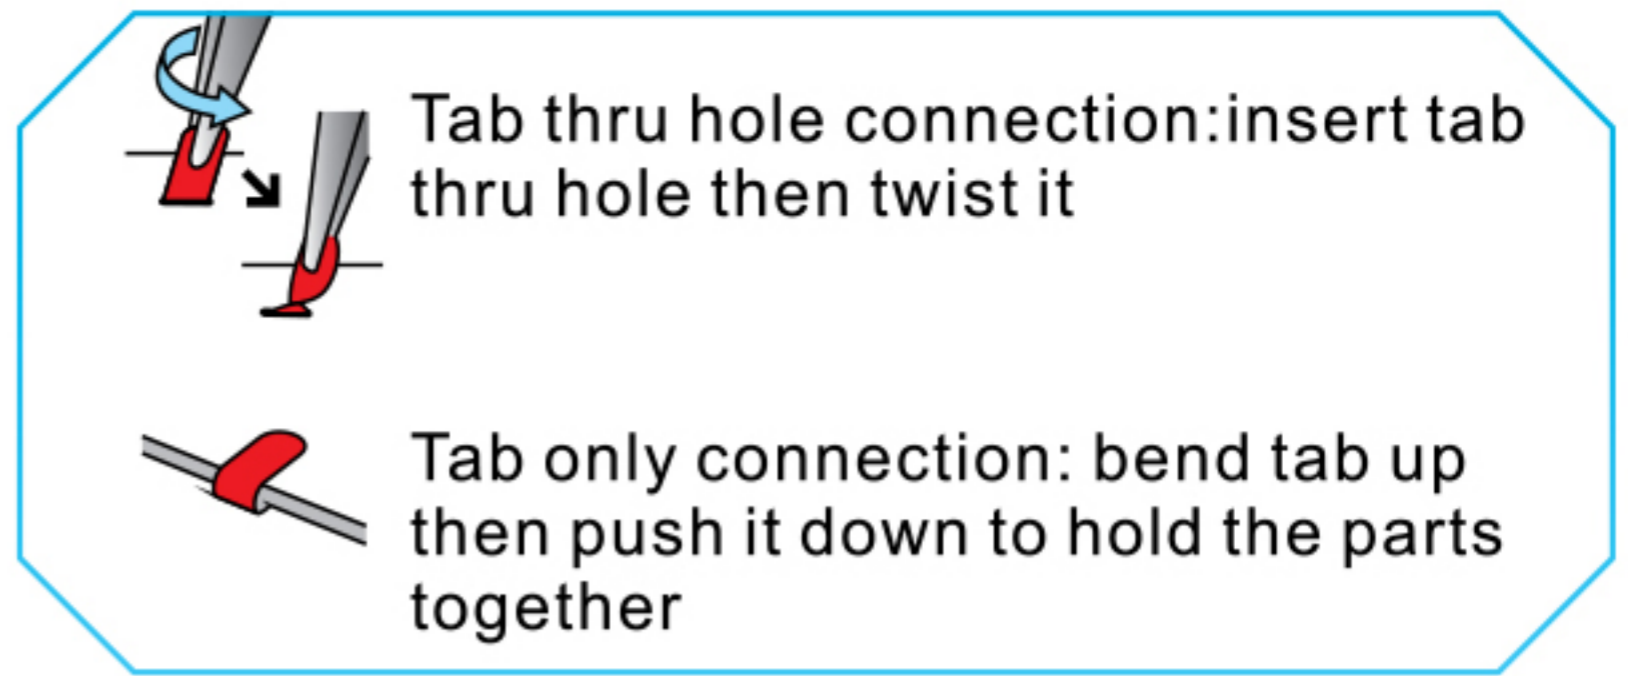 Tab thru hole connection:insert tab
thru hole then twist it
Tab only connection: bend tab up
then push it down to hold the parts
together